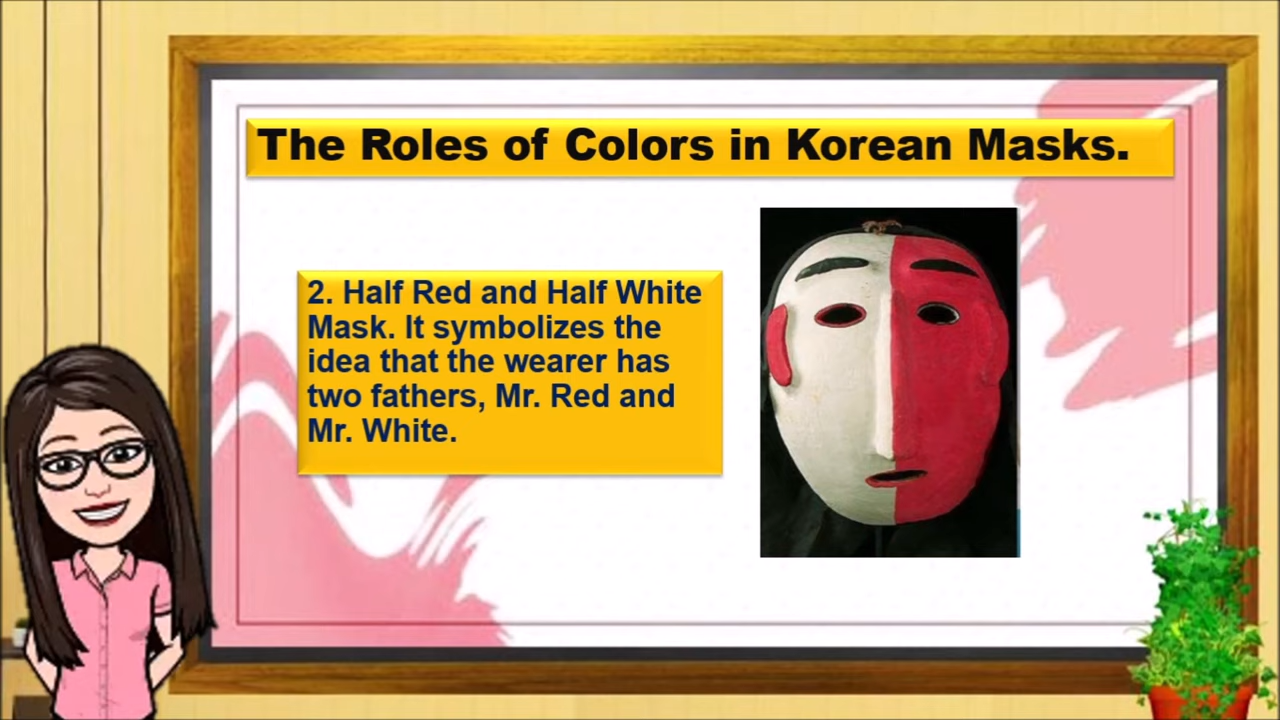 The Roles of Colors in Korean Masks.
2. Half Red and Half White
Mask. It symbolizes the
idea that the wearer has
two fathers, Mr. Red and
Mr. White.